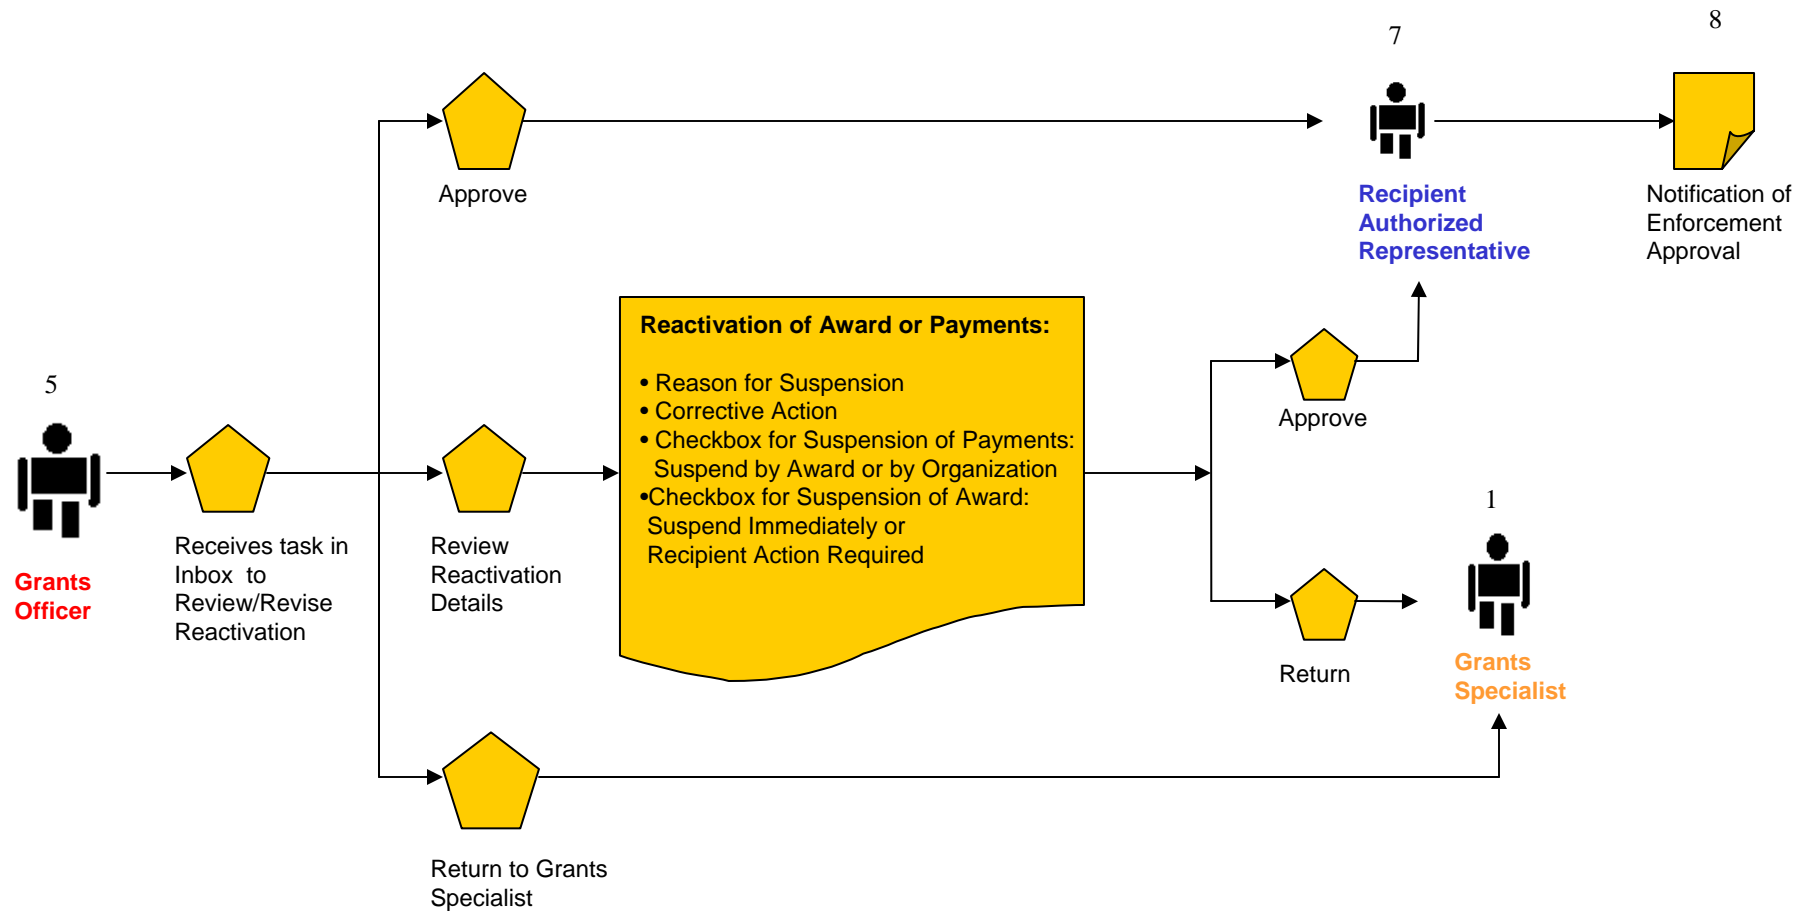 8
7
Approve
Recipient
Authorized
Representative
Notification of
Enforcement
Approval
Reactivation of Award or Payments:
• Reason for Suspension
• Corrective Action
• Checkbox for Suspension of Payments:
Suspend by Award or by Organization
•Checkbox for Suspension of Award:
Suspend Immediately or
Recipient Action Required
Approve
5
Grants
Officer
Receives task in
Inbox to
Review/Revise
Reactivation
Review
Reactivation
Details
1
Return
Grants
Specialist
Return to Grants
Specialist